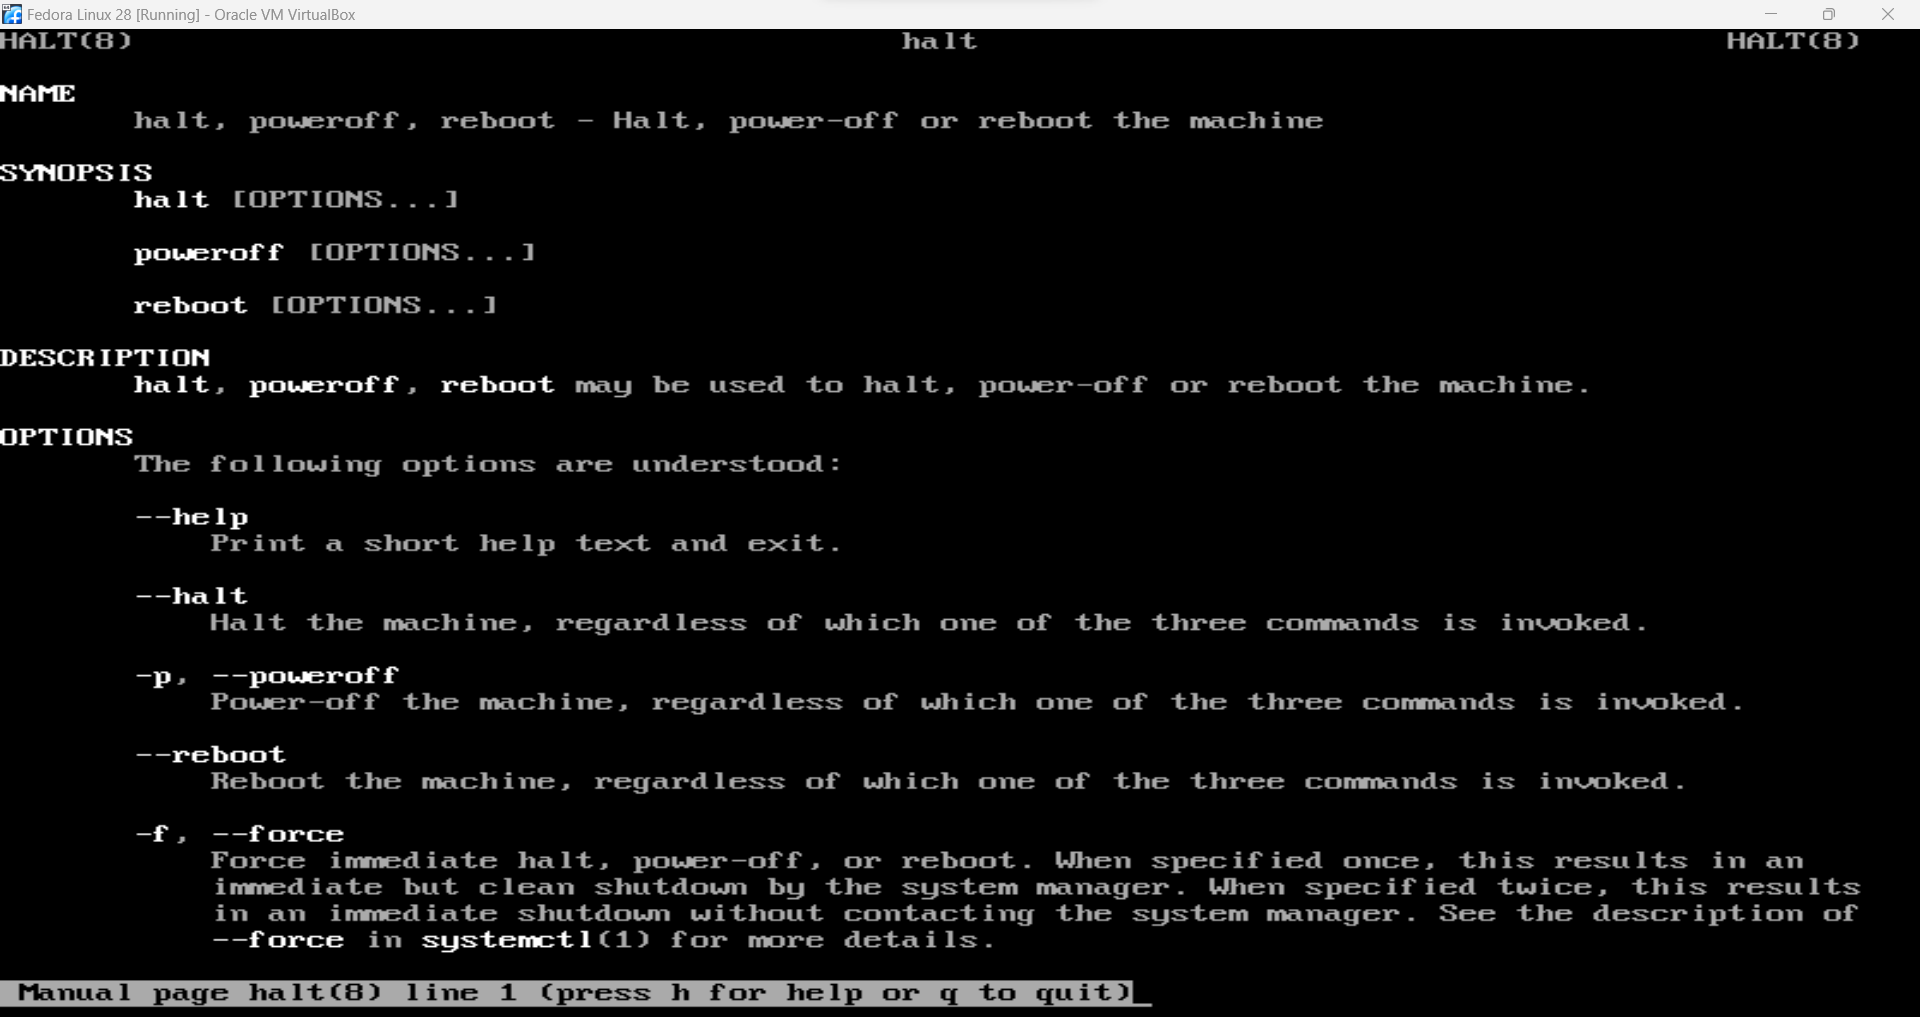 Fedora Linux 28 [Running] - Oracle VM VirtualBox
HALT(8) halt HALT(8)
NAME
halt, poweroff, reboot - Halt, power-off or reboot the machine
SYNOPSIS
halt [OPTIONS...]
poweroff [OPTIONS...]
reboot [OPTIONS...]
DESCRIPTION
halt, poweroff, reboot may be used to halt, power-off or reboot the machine.
OPTIONS
The following options are understood:
--help
Print a short help text and exit.
--halt
Halt the machine, regardless of which one of the three commands is invoked.
-p, --poweroff
Power-off the machine, regardless of which one of the three commands is invoked.
--reboot
Reboot the machine, regardless of which one of the three commands is invoked.
-f, --force
Force immediate halt, power-off, or reboot. When specified once, this results in an
immediate but clean shutdown by the system manager. When specified twice, this results
in an immediate shutdown without contacting the system manager. See the description of
--force in systemctl(1) for more details.
Manual page halt(8) line 1 (press h for help or q to quit)